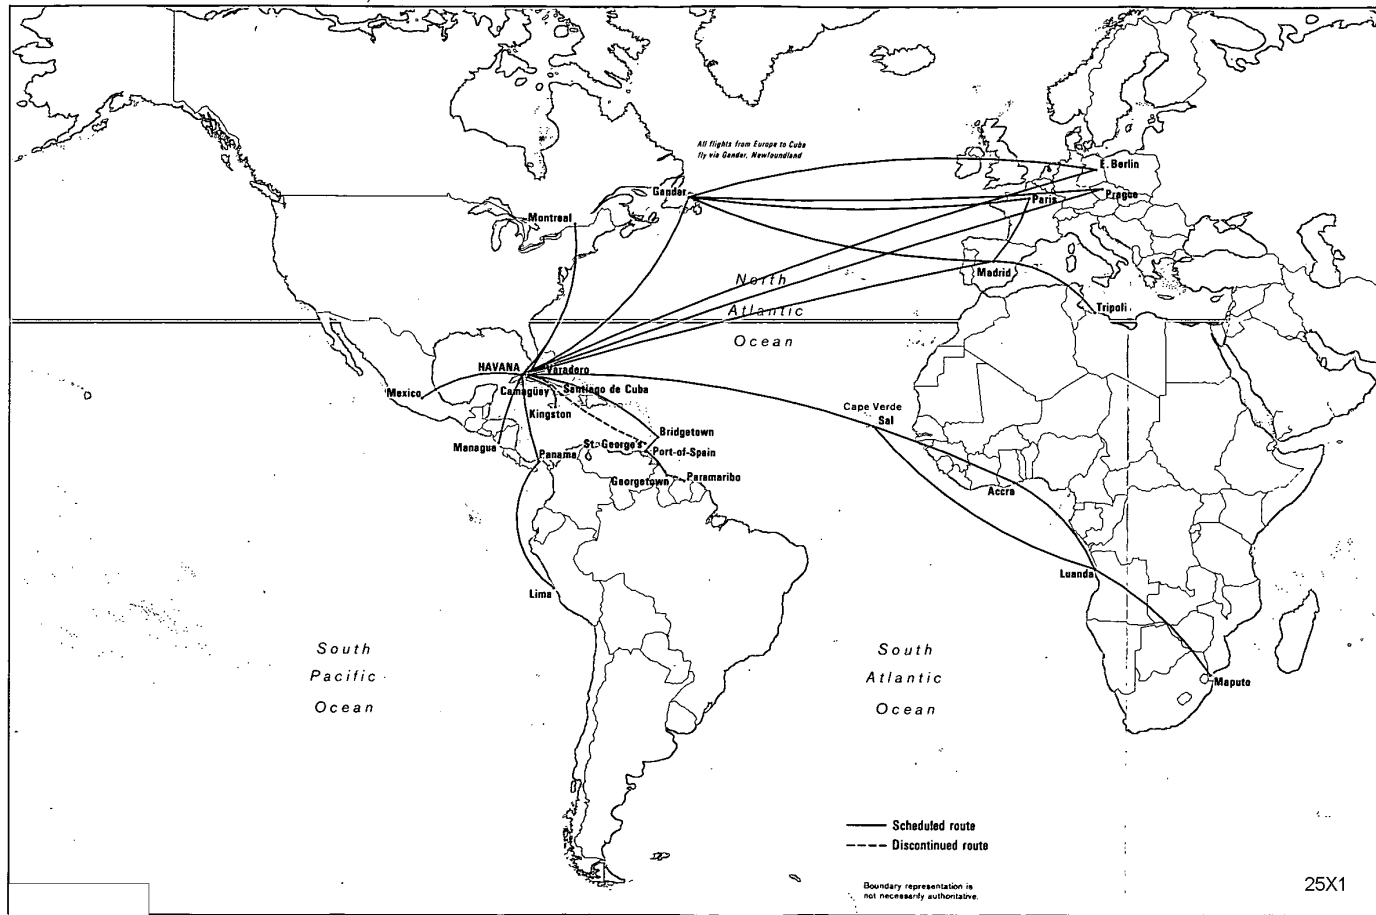 All flights from Europe to Cuba
fly via Gander, Newfoundland
E. Berlin
Gander
Prague
Paris
Montreal
Madrid
North
Atlantic
Ocean
Tripoli
HAVANA
Varadero
Mexico
Camagüey
Santiago de Cuba
Kingston
Cape Verde
Sal
Bridgetown
Managua
St. George's
Port-of-Spain
Panama
Georgetown
Paramaribo
Accra
Luanda
Lima
South
Pacific
Ocean
South
Atlantic
Ocean
Maputo
Scheduled route
Discontinued route
Boundary representation is
not necessarily authoritative.
25X1